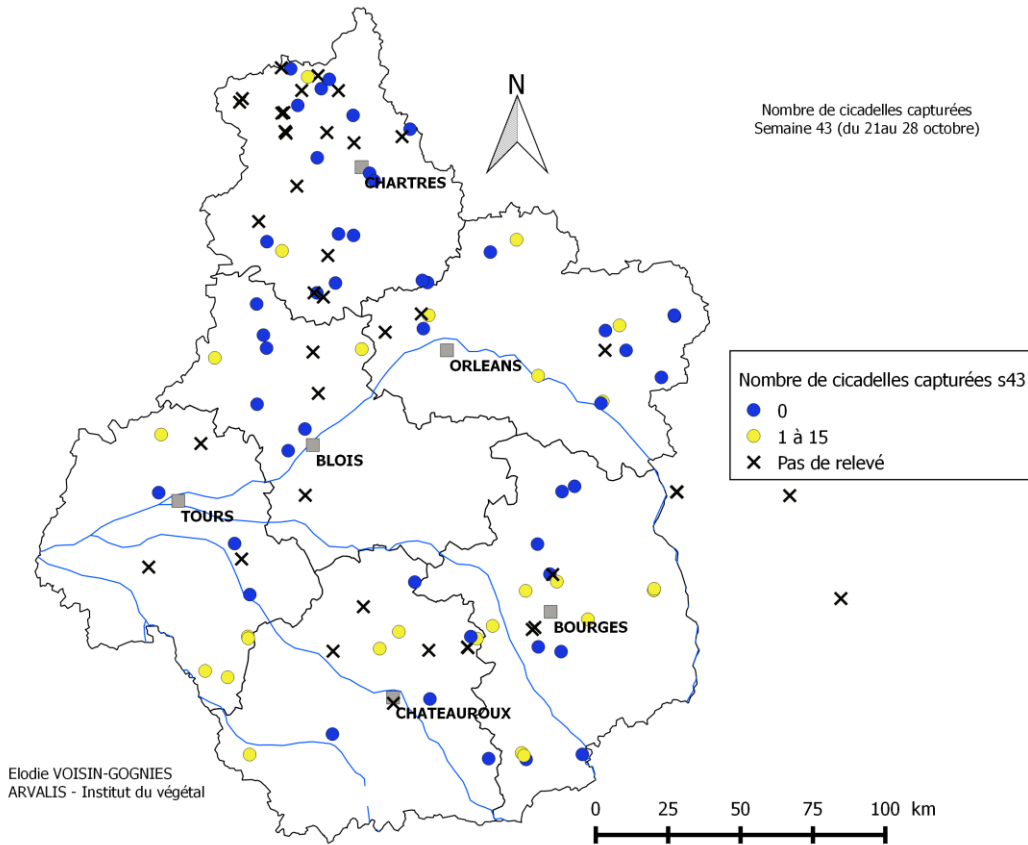 N
Nombre de cicadelles capturées
Semaine 43 (du 21au 28 octobre)
CHARTRES
ORLEANS
Nombre de cicadelles capturées s43
0
1 à 15
Pas de relevé
BLOIS
TOURS
BOURGES
CHATEAUROUX
Elodie VOISIN-GOGNIES
ARVALIS - Institut du végétal
0 25 50 75 100 km